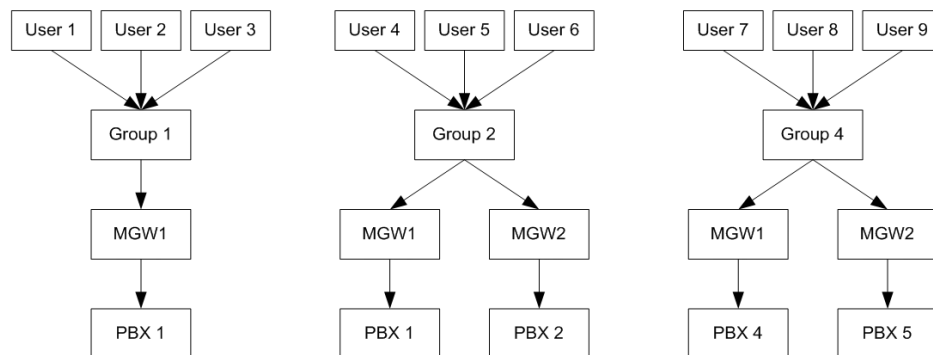 User 1
User 2
User 3
User 4
User 5
User 6
User 7
User 8
User 9
Group 1
Group 2
Group 4
MGW1
MGW1
MGW2
MGW1
MGW2
PBX 1
PBX 1
PBX 2
PBX 4
PBX 5